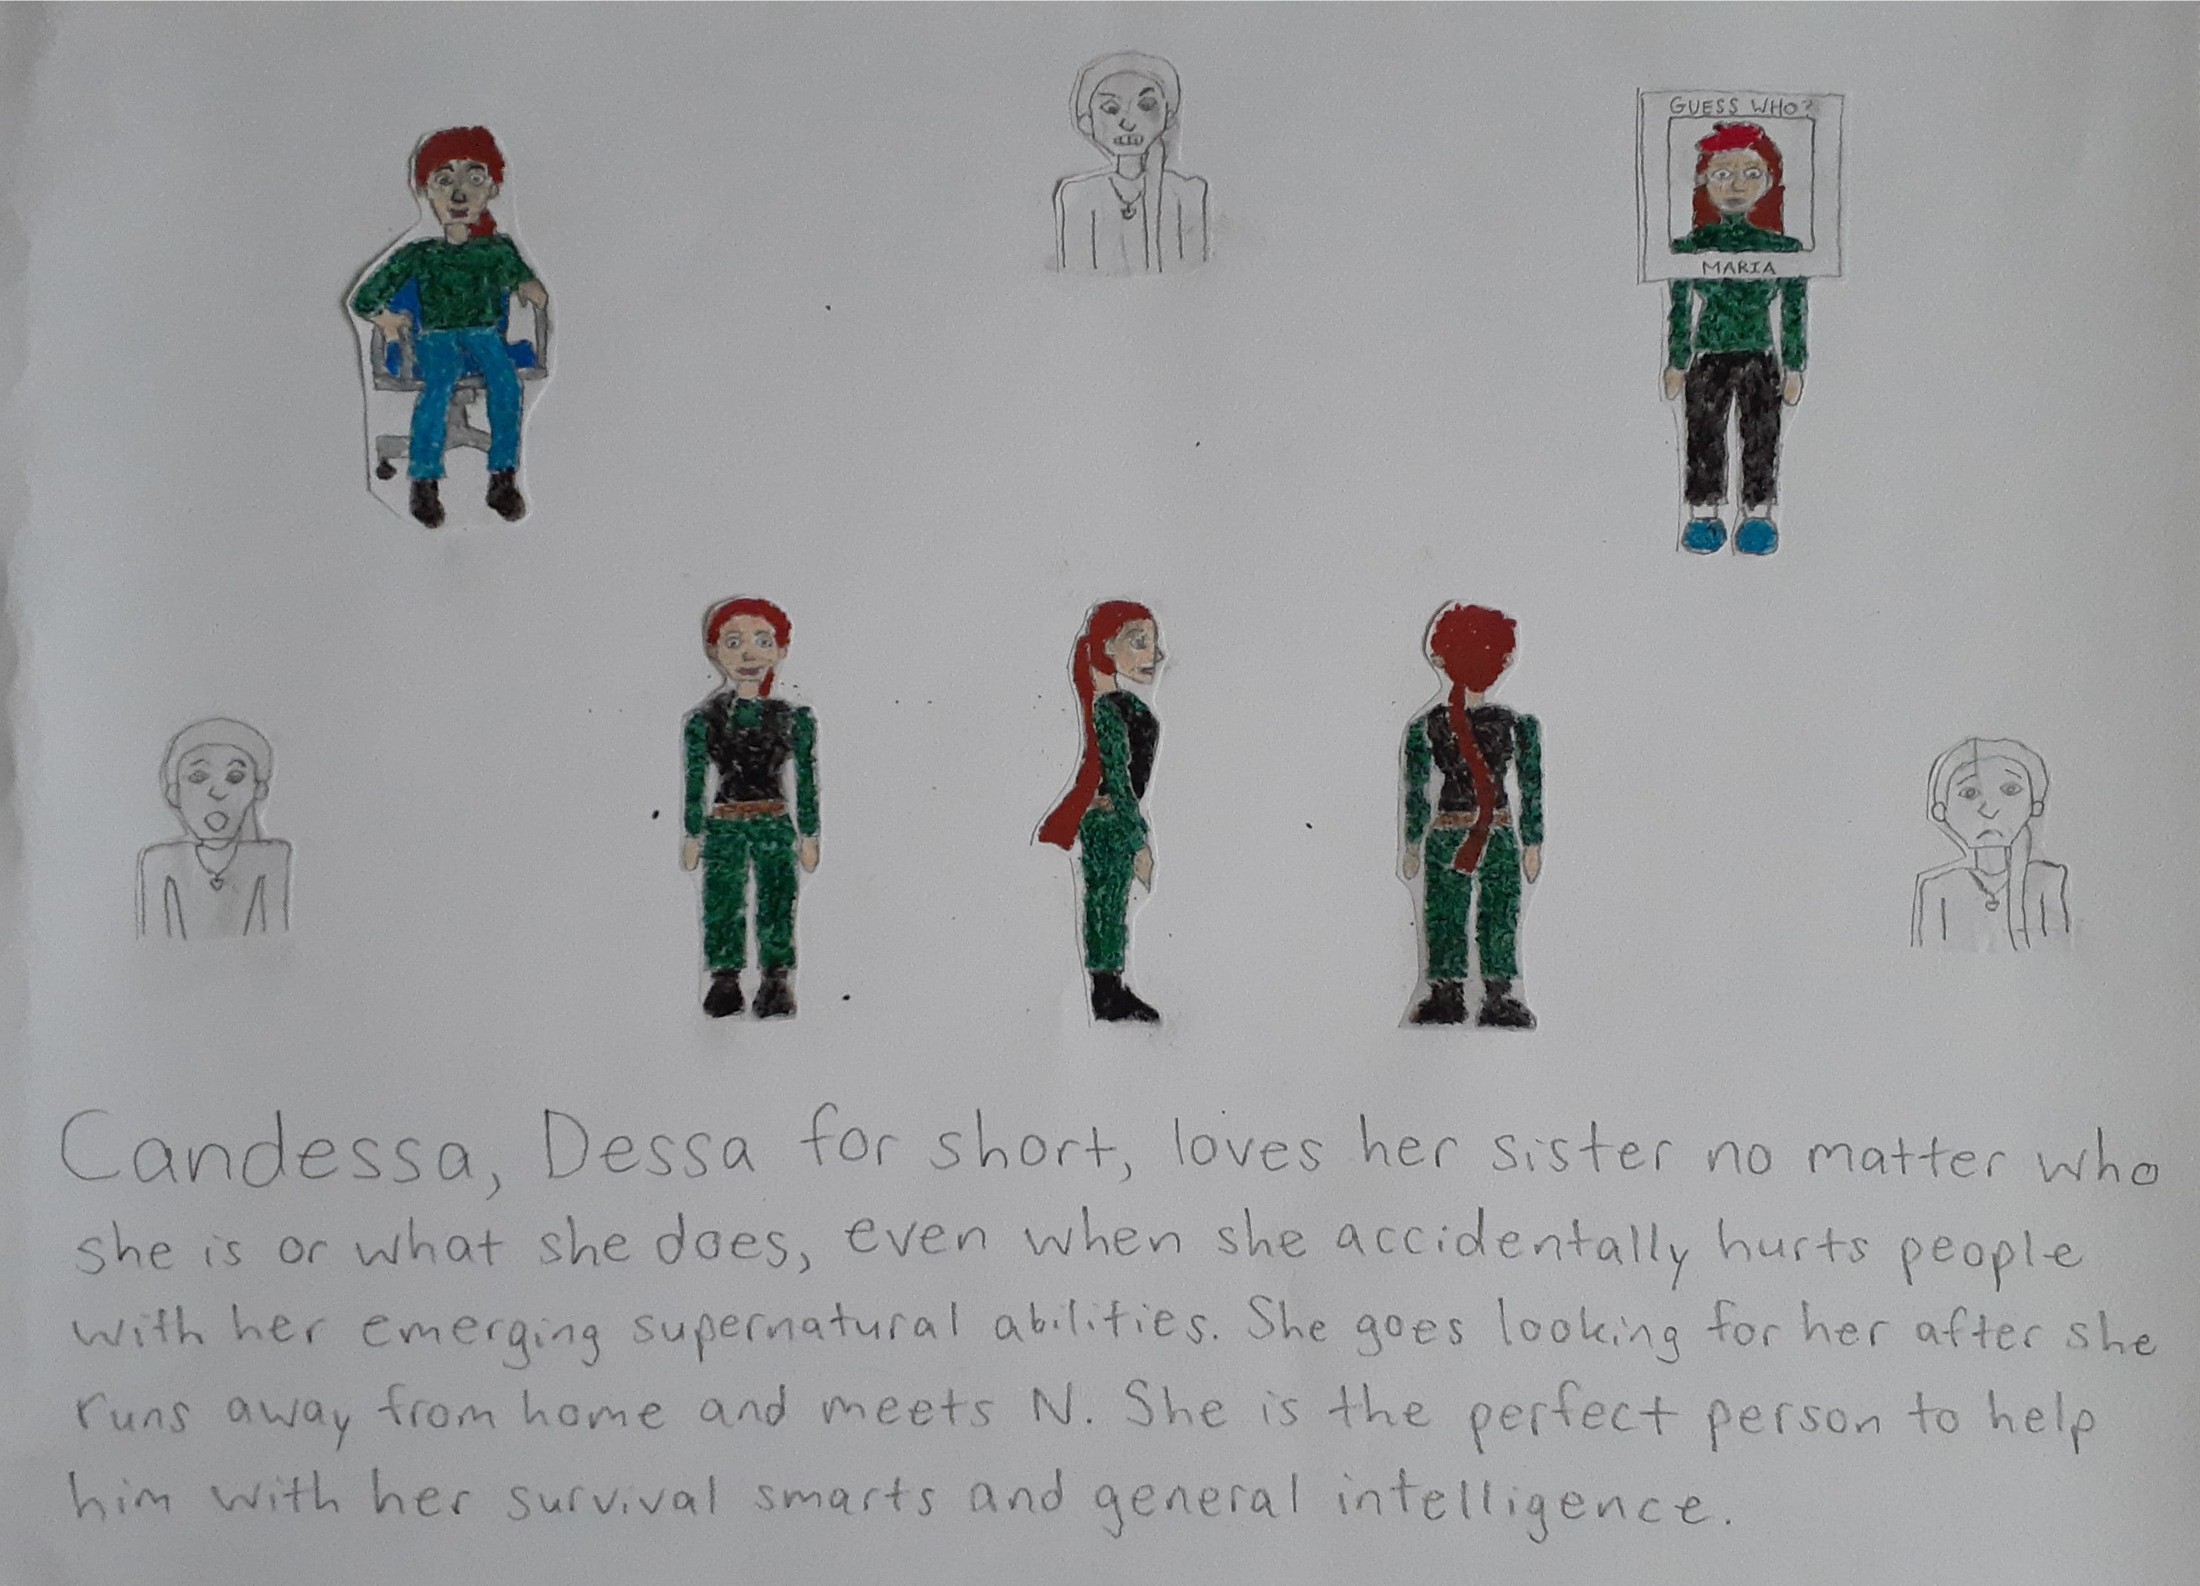 GUESS WHO?
MARIA
Candessa, Dessa for short, loves her sister no matter who
she is or what she does, even when she accidentally hurts people
with her emerging supernatural abilities. She goes looking for her after she
runs away from home and meets N. She is the perfect person to help
him with her survival smarts and general intelligence.